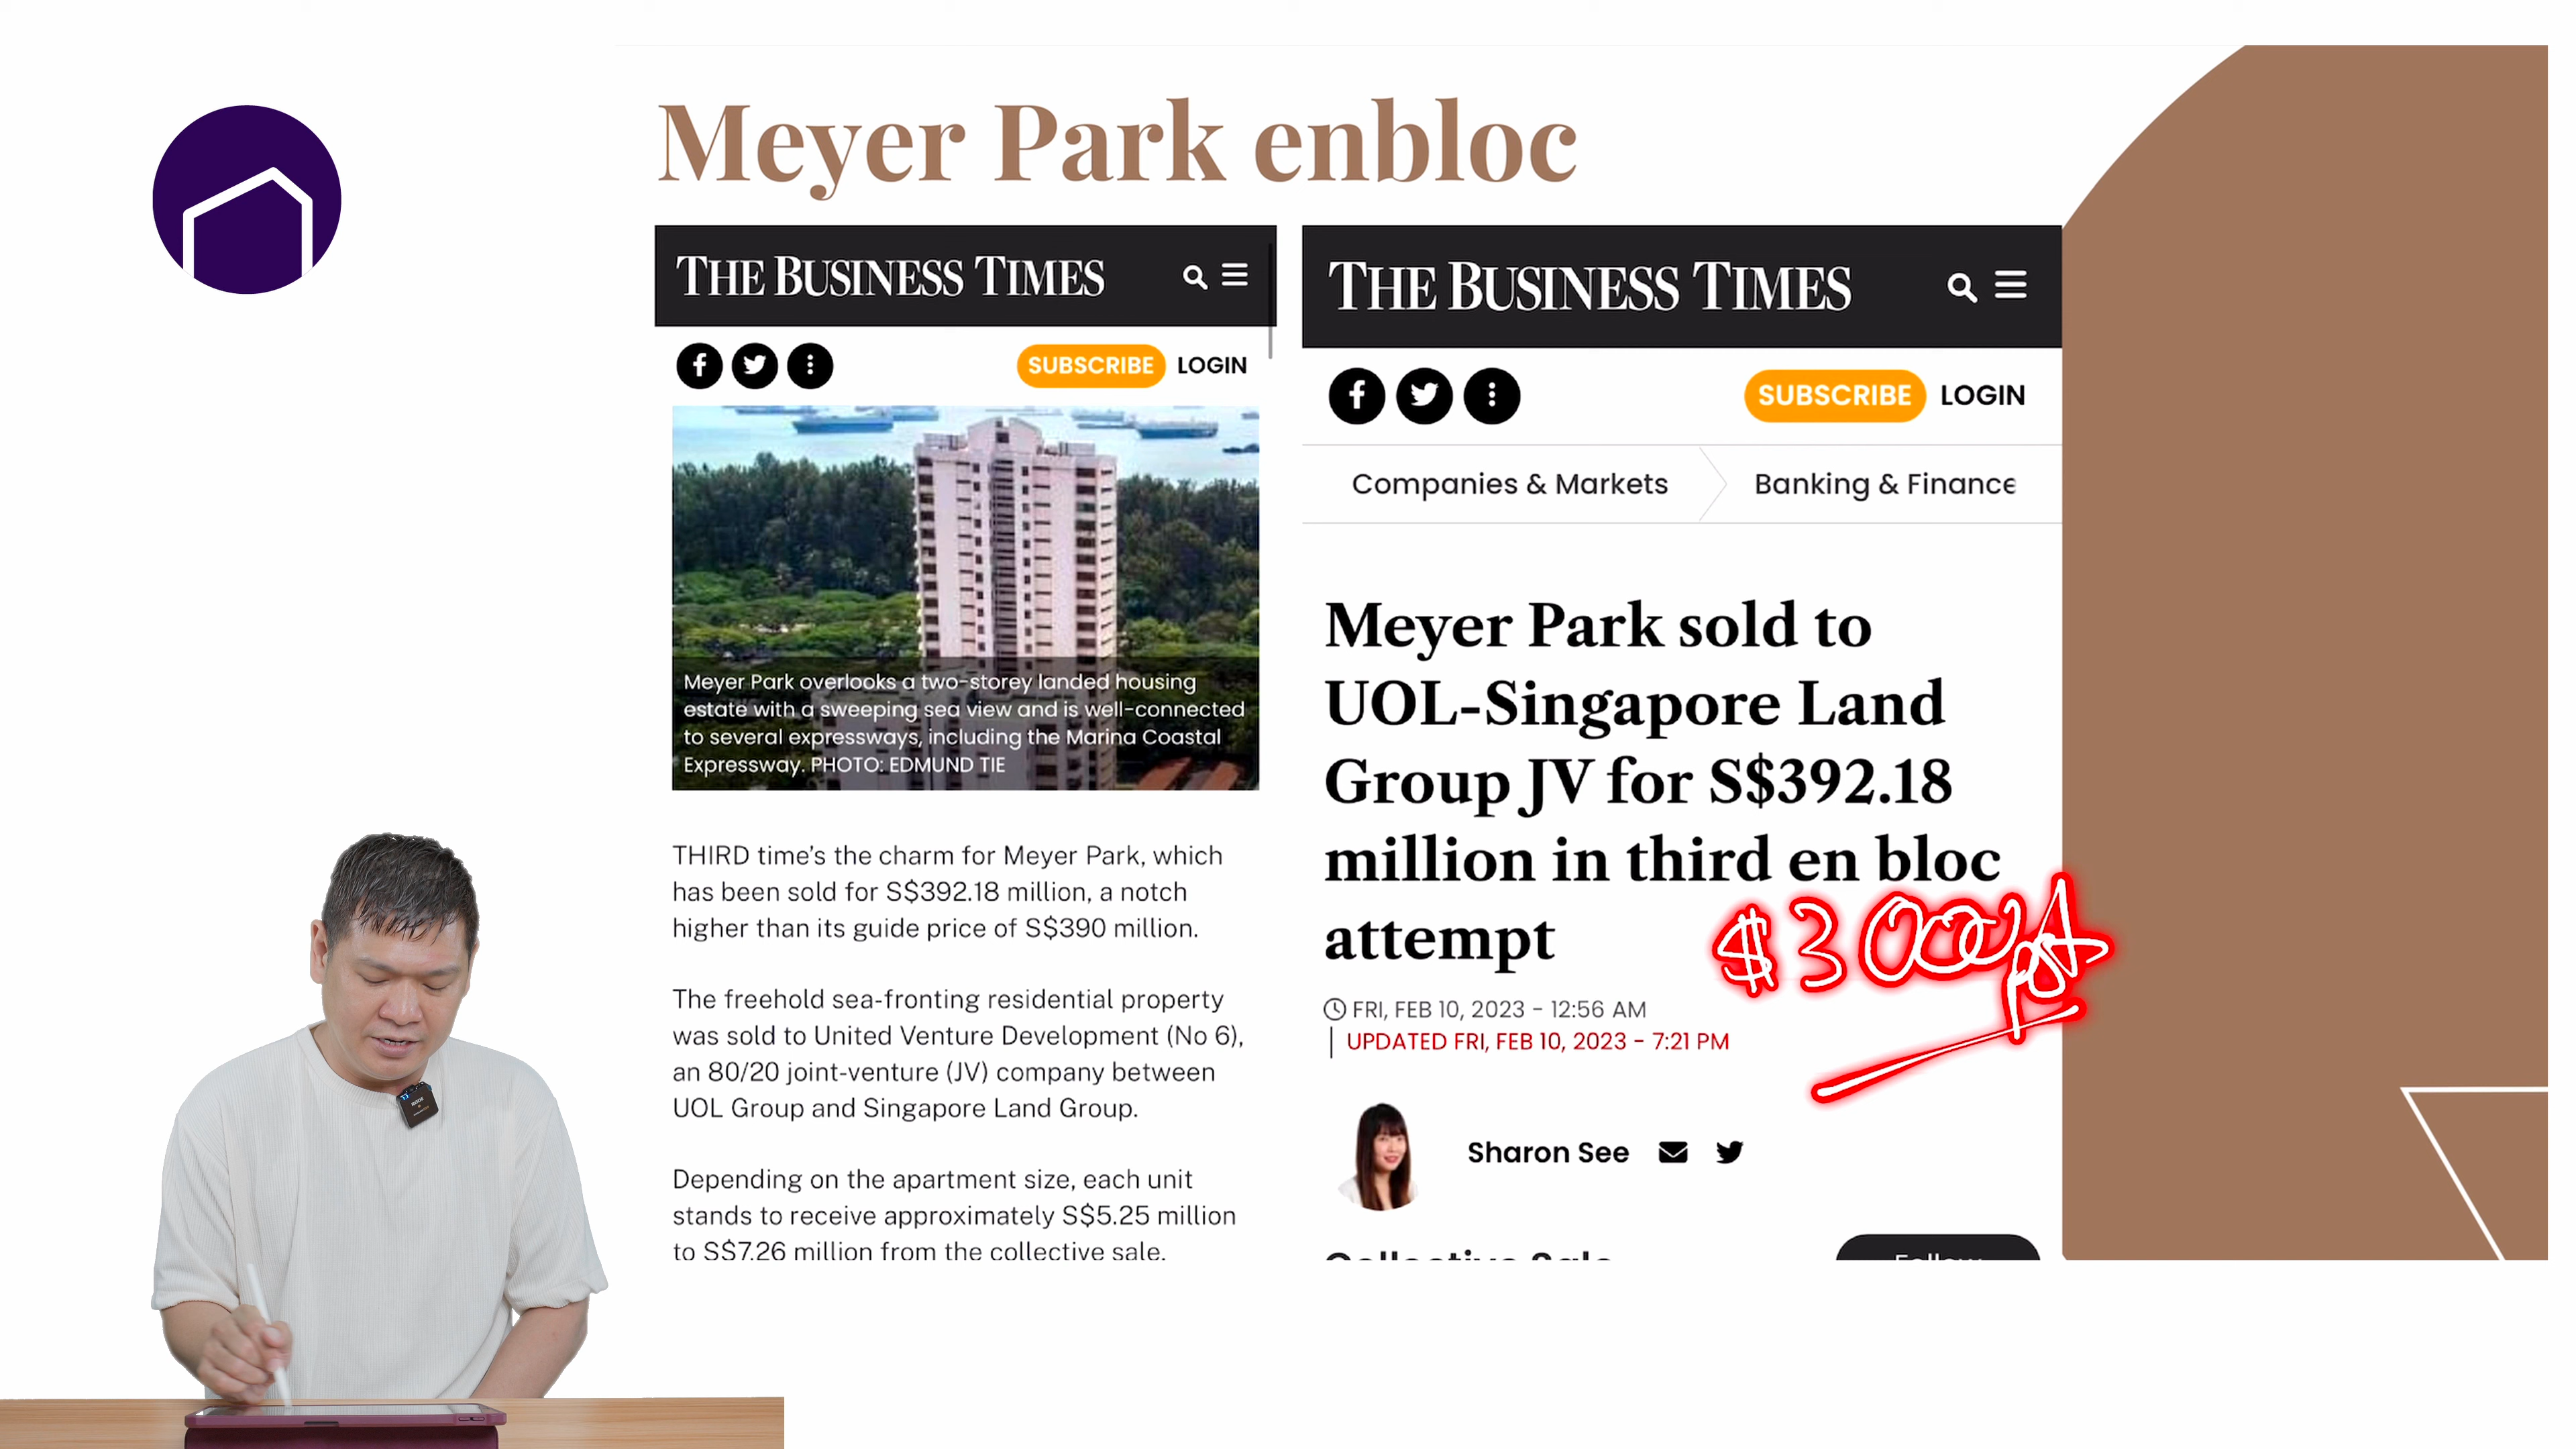 Meyer Park enbloc
THE BUSINESS TIMES
SUBSCRIBE LOGIN
Meyer Park overlooks a two-storey landed housing
estate with a sweeping sea view and is well-connected
to several expressways, including the Marina Coastal
Expressway. PHOTO: EDMUND TIE
THIRD time's the charm for Meyer Park, which
has been sold for S$392.18 million, a notch
higher than its guide price of S$390 million.
The freehold sea-fronting residential property
was sold to United Venture Development (No 6),
an 80/20 joint-venture (JV) company between
UOL Group and Singapore Land Group.
Depending on the apartment size, each unit
stands to receive approximately S$5.25 million
to S$7.26 million from the collective sale.
THE BUSINESS TIMES
SUBSCRIBE LOGIN
Companies & Markets Banking & Finance
Meyer Park sold to
UOL-Singapore Land
Group JV for S$392.18
million in third en bloc
attempt
$3000 psf
FRI, FEB 10, 2023 - 12:56 AM
UPDATED FRI, FEB 10, 2023 - 7:21 PM
Sharon See
Collective Sale
Follow